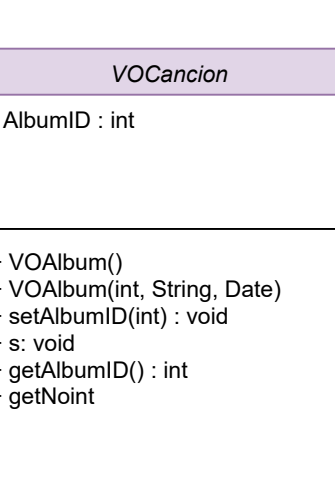 VOCancion
AlbumID : int
+ VOAlbum()
+ VOAlbum(int, String, Date)
+ setAlbumID(int) : void
+ s: void
+ getAlbumID() : int
+ getNoint